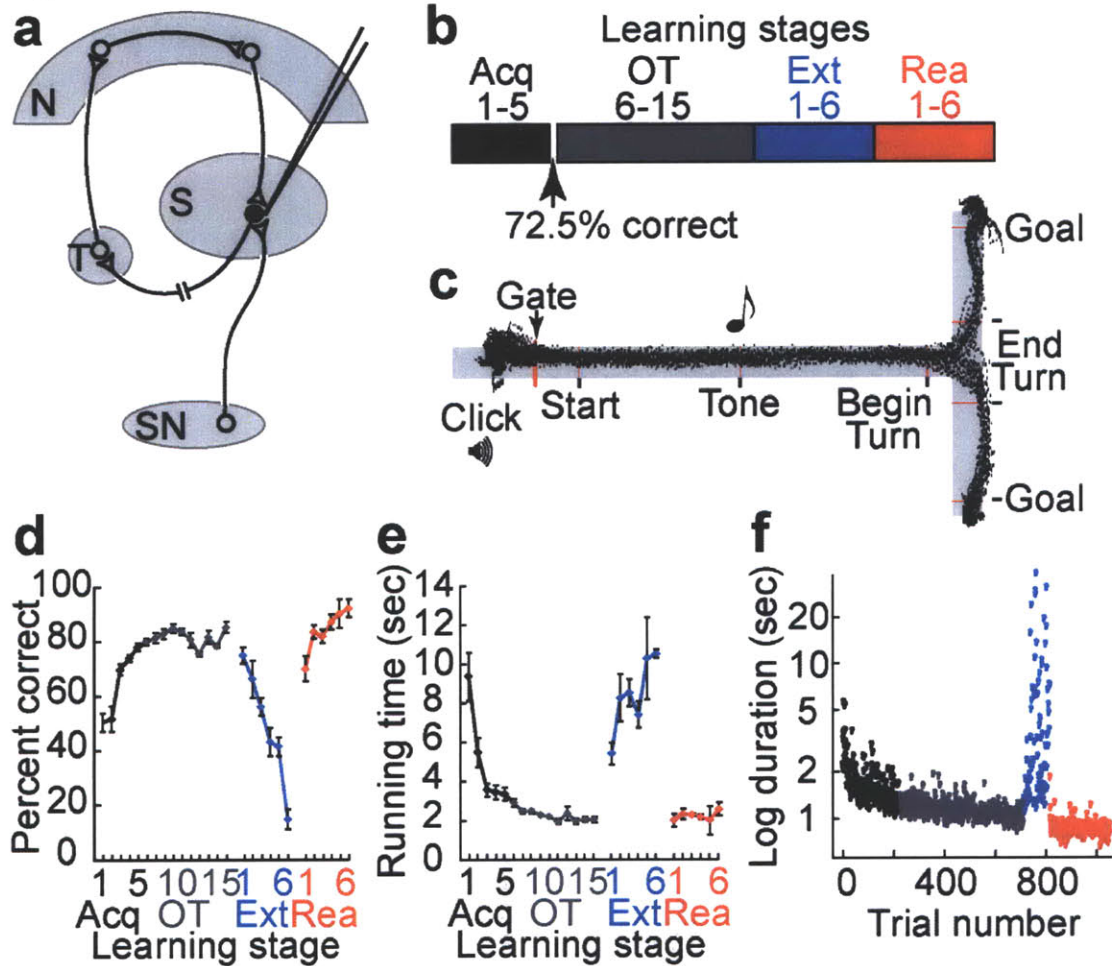 a
N
S
T
SN
b
Learning stages
Acq OT Ext Rea
1-5 6-15 1-6 1-6
72.5% correct
c
Gate
Click
Start
Tone
Begin
Turn
-Goal
End
Turn
-Goal
d
Percent correct
100
80
60
40
20
0
1 5 10 15 1 6 1 6
Acq OT Ext Rea
Learning stage
e
Running time (sec)
14
12
10
8
6
4
2
0
1 5 10 15 1 6 1 6
Acq OT Ext Rea
Learning stage
f
Log duration (sec)
20
10
5
2
1
0 400 800
Trial number